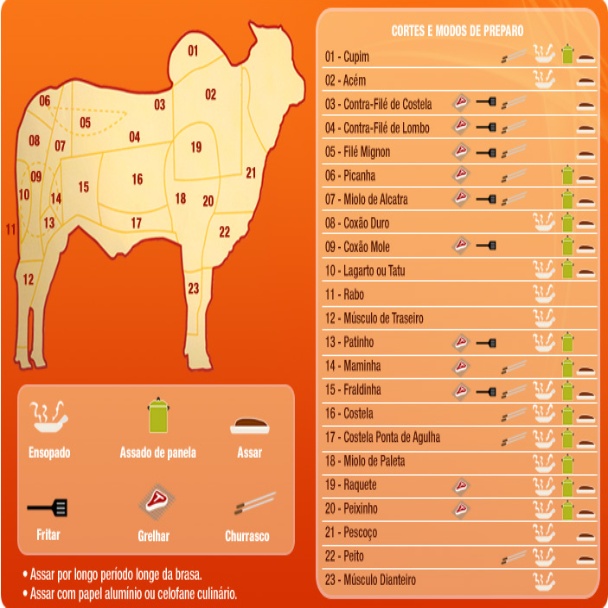 CORTES E MODOS DE PREPARO
01 - Cupim
02 - Acém
03 - Contra-Filé de Costela
04 - Contra-Filé de Lombo
05 - Filé Mignon
06 - Picanha
07 - Miolo de Alcatra
08 - Coxão Duro
09 - Coxão Mole
10 - Lagarto ou Tatu
11 - Rabo
12 - Músculo de Traseiro
13 - Patinho
14 - Maminha
15 - Fraldinha
16 - Costela
17 - Costela Ponta de Agulha
18 - Miolo de Paleta
19 - Raquete
20 - Peixinho
21 - Pescoço
22 - Peito
23 - Músculo Dianteiro
01
02
03
04
05
06
07
08
09
10
11
12
13
14
15
16
17
18
19
20
21
22
23
Ensopado Assado de panela Assar
Fritar Grelhar Churrasco
• Assar por longo período longe da brasa.
• Assar com papel alumínio ou celofane culinário.